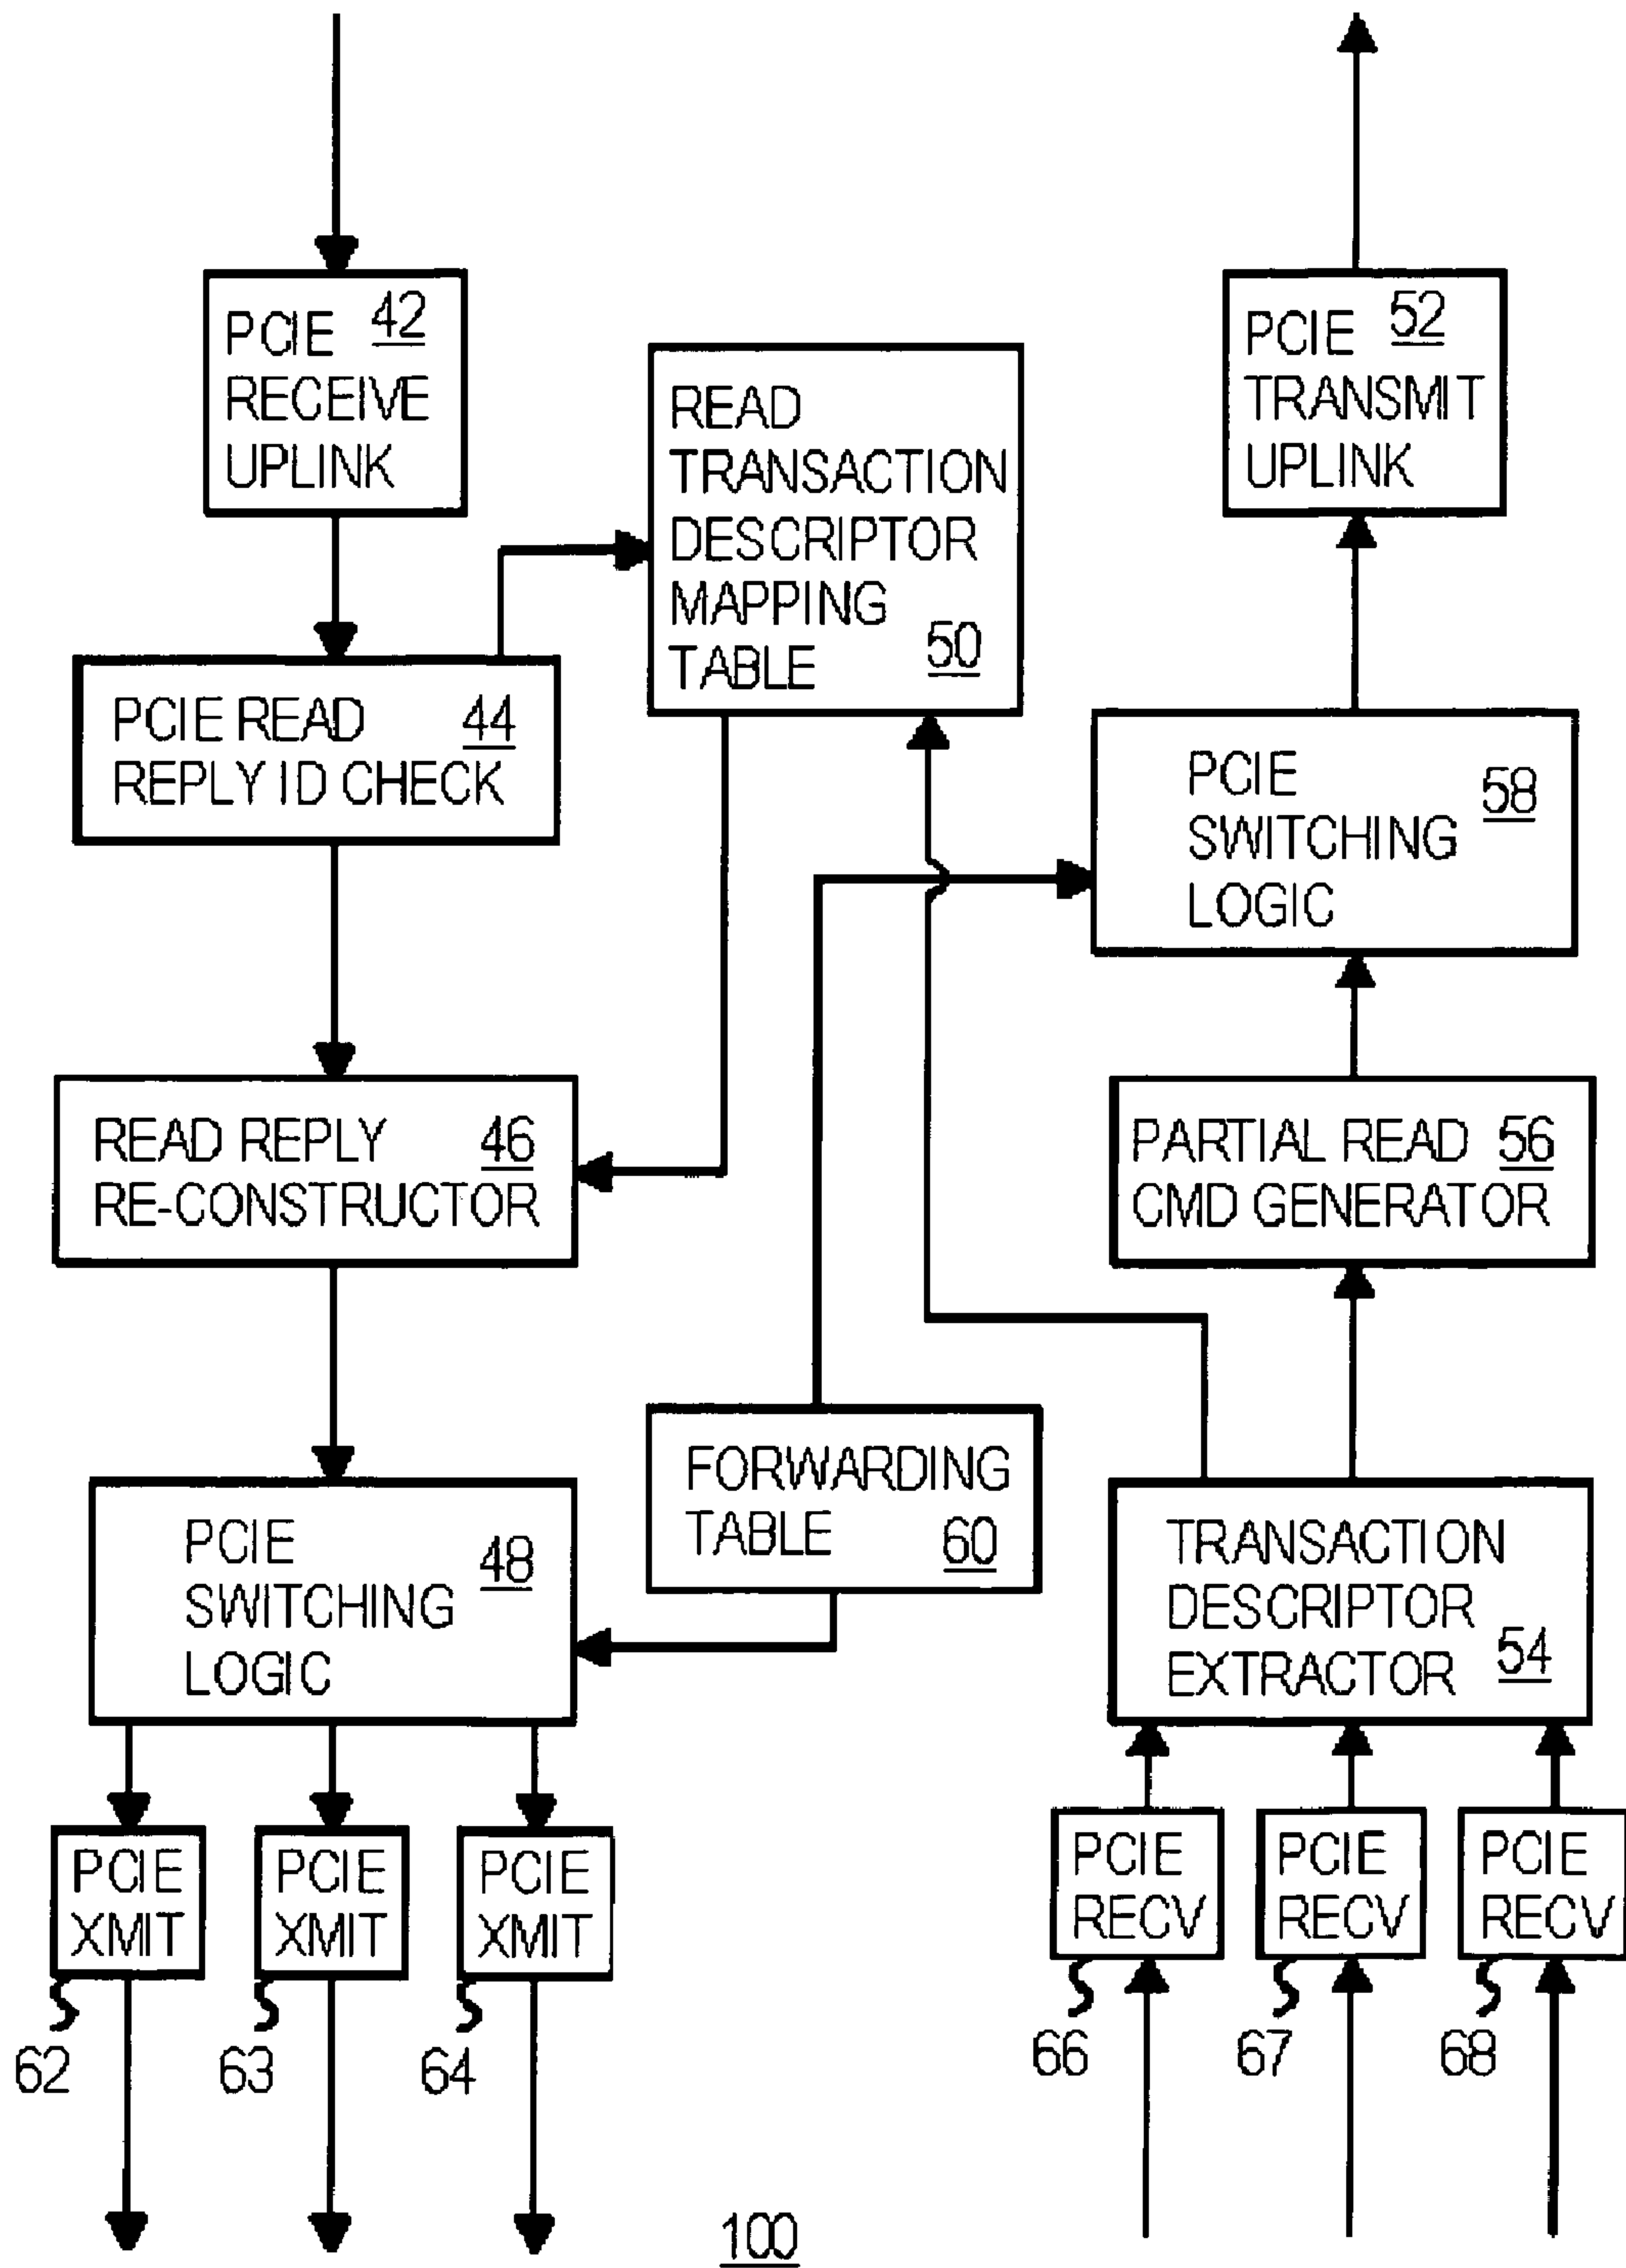 PCIE 42
RECEIVE
UPLINK
READ
TRANSACTION
DESCRIPTOR
MAPPING
TABLE 50
PCIE 52
TRANSMIT
UPLINK
PCIE READ 44
REPLY ID CHECK
PCIE 58
SWITCHING
LOGIC
READ REPLY 46
RE-CONSTRUCTOR
PARTIAL READ 56
CMD GENERATOR
PCIE 48
SWITCHING
LOGIC
FORWARDING
TABLE 60
TRANSACTION
DESCRIPTOR
EXTRACTOR 54
PCIE
XMIT
62
PCIE
XMIT
63
PCIE
XMIT
64
PCIE
RECV
66
PCIE
RECV
67
PCIE
RECV
68
100